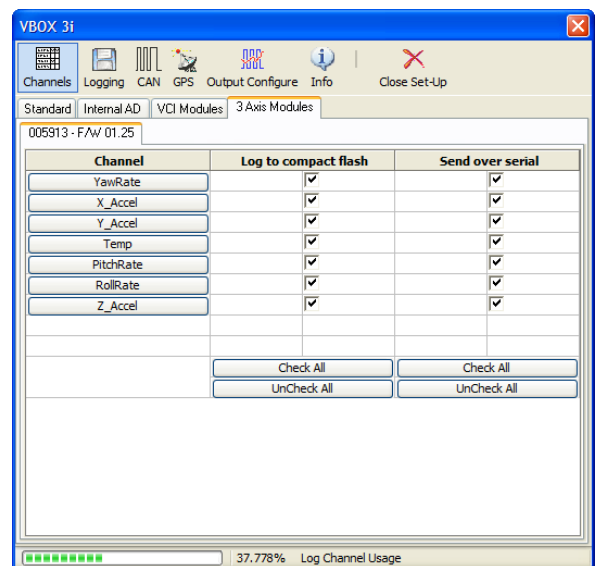 VBOX 3i
Channels Logging CAN GPS Output Configure Info Close Set-Up
Standard Internal AD VCI Modules 3 Axis Modules
005913 - F/W 01.25
Channel Log to compact flash Send over serial
YawRate
X_Accel
Y_Accel
Temp
PitchRate
RollRate
Z_Accel
Check All Check All
UnCheck All UnCheck All
37.778% Log Channel Usage